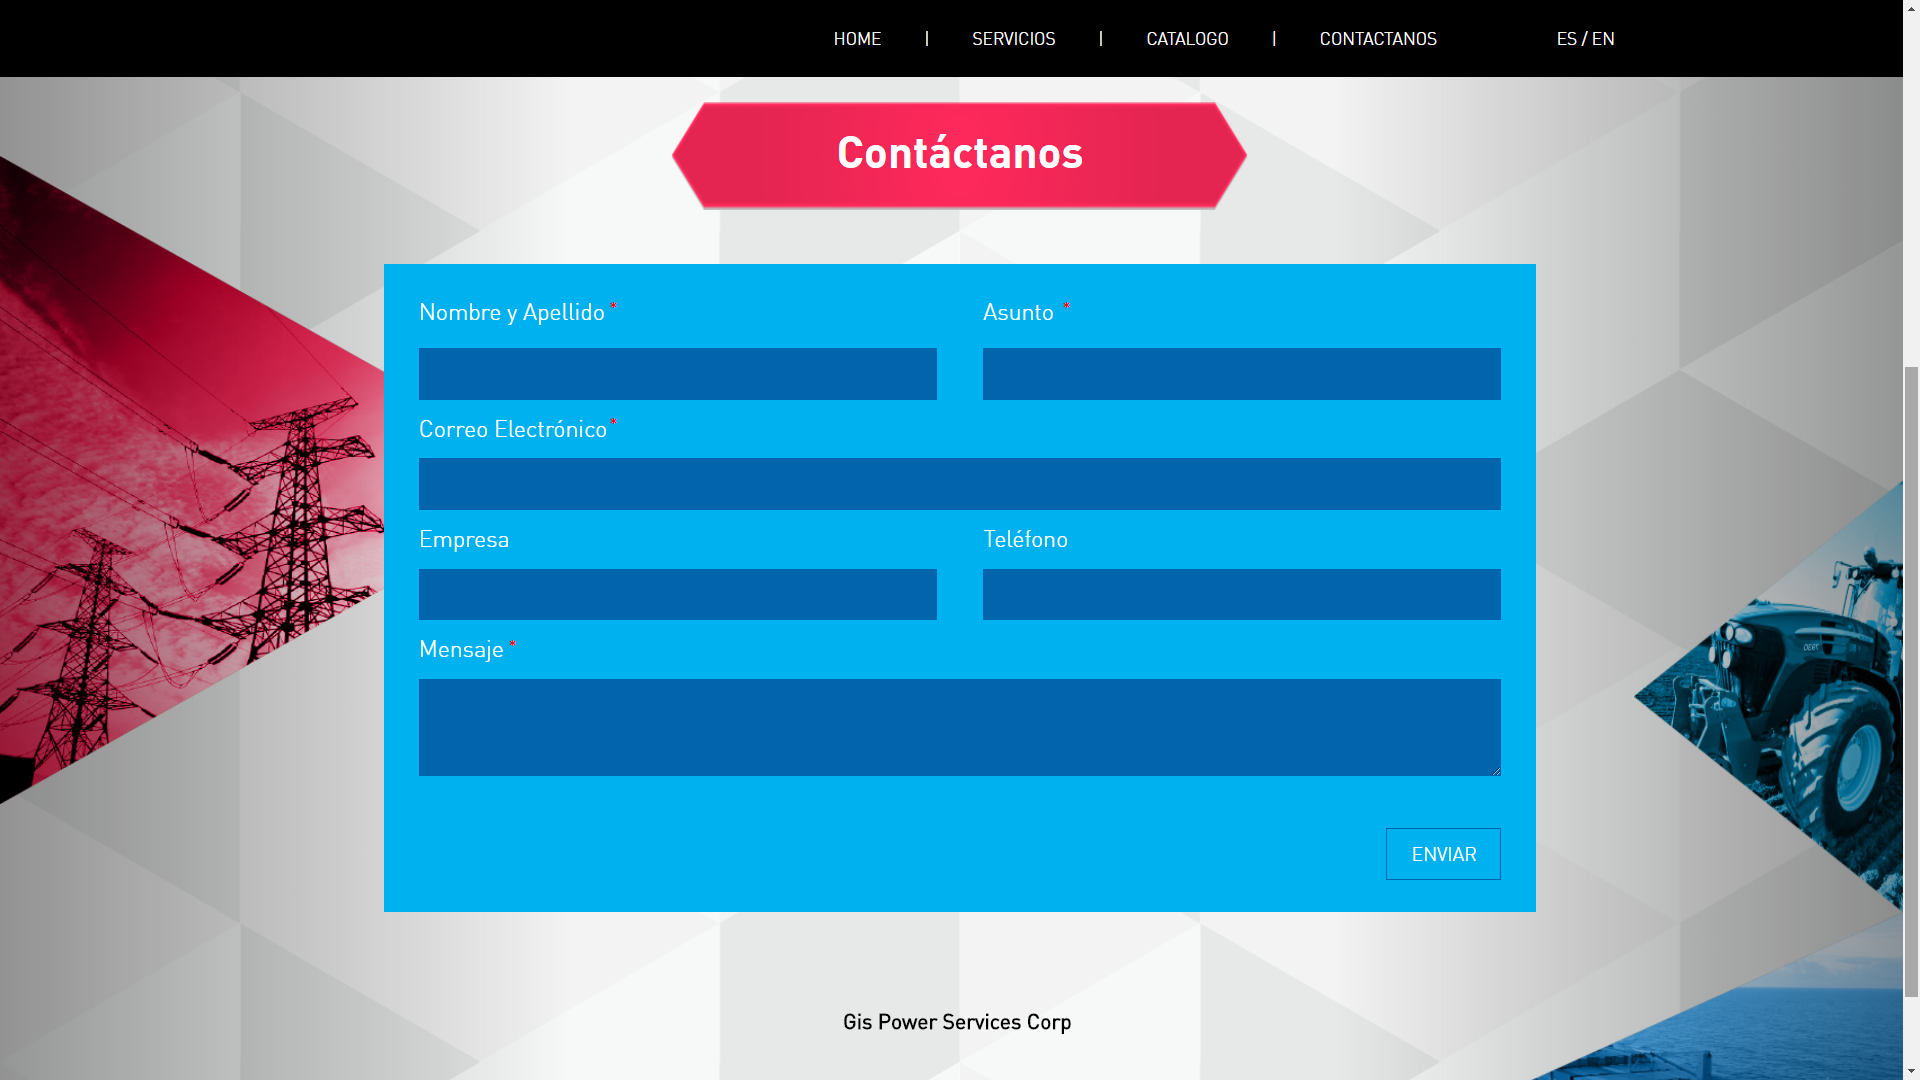 HOME | SERVICIOS | CATALOGO | CONTACTANOS ES / EN
Contáctanos
Nombre y Apellido *
Asunto *
Correo Electrónico *
Empresa
Teléfono
Mensaje *
ENVIAR
Gis Power Services Corp